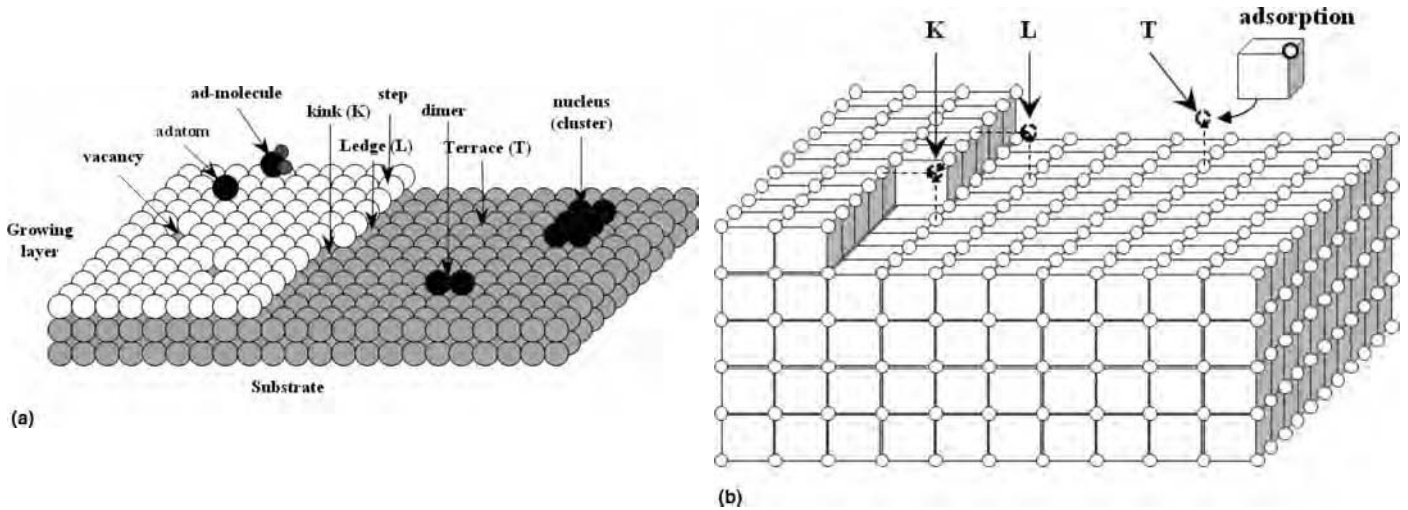 ad-molecule
step
nucleus
(cluster)
kink (K)
dimer
adatom
Ledge (L)
Terrace (T)
vacancy
Growing
layer
Substrate
(a)
adsorption
K
L
T
(b)